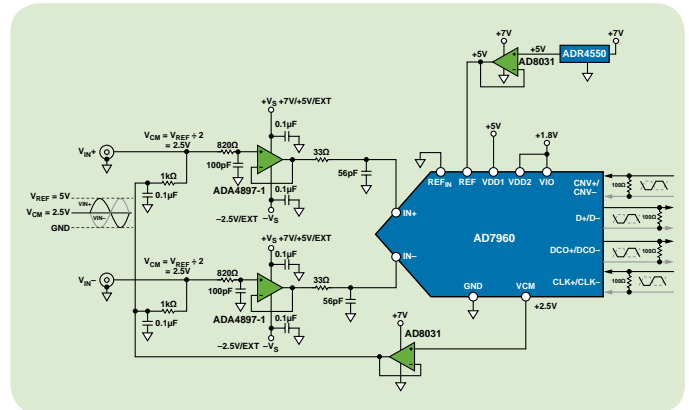 +7V
+5V
+5V
ADR4550
+7V
AD8031
+VS +7V/+5V/EXT
0.1µF
VIN+
VCM = VREF ÷ 2
= 2.5V
820Ω
33Ω
100pF
1kΩ
0.1µF
ADA4897-1
0.1µF
–2.5V/EXT –VS
56pF
+5V
+1.8V
REFIN
REF
VDD1
VDD2
VIO
CNV+/
CNV–
100Ω
VREF = 5V
VIN+
VCM = 2.5V
VIN–
GND
IN+
D+/D–
100Ω
AD7960
IN–
DCO+/DCO–
100Ω
CLK+/CLK–
100Ω
GND
VCM
+2.5V
+VS +7V/+5V/EXT
0.1µF
VIN–
VCM = VREF ÷ 2
= 2.5V
820Ω
33Ω
100pF
1kΩ
0.1µF
ADA4897-1
0.1µF
–2.5V/EXT –VS
56pF
+7V
AD8031